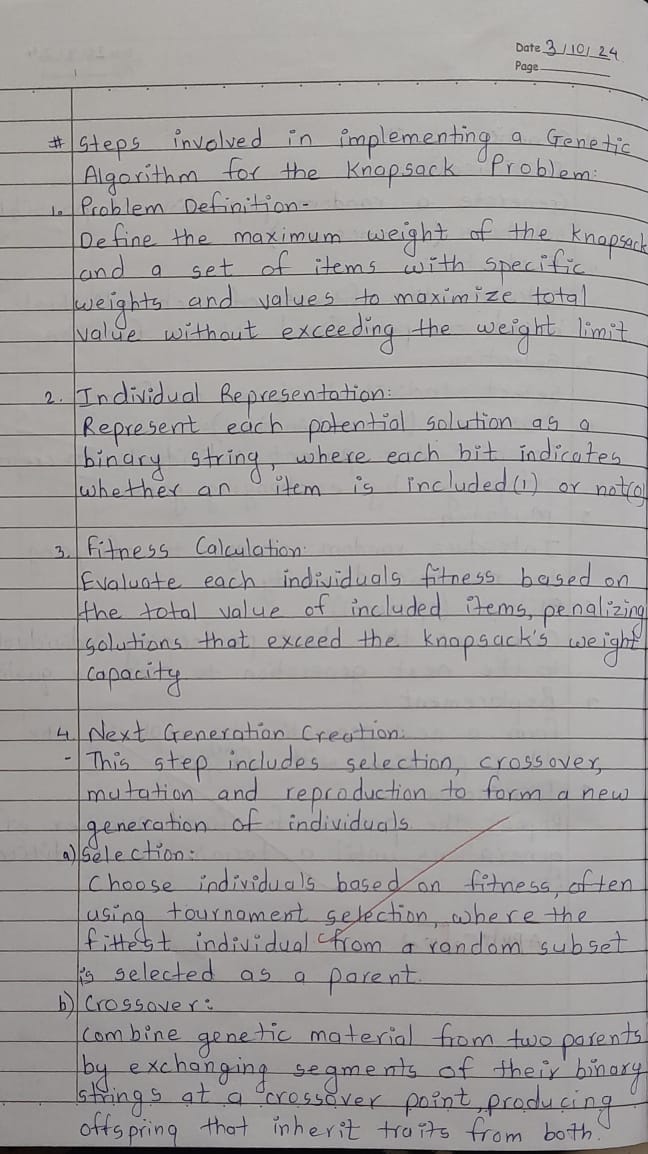 Date 3/10/24
Page
# Steps involved in implementing a Genetic
Algorithm for the Knapsack Problem:
1. Problem Definition-
Define the maximum weight of the knapsack
and a set of items with specific
weights and values to maximize total
value without exceeding the weight limit
2. Individual Representation:
Represent each potential solution as a
binary string, where each bit indicates
whether an item is included(1) or not(0)
3. Fitness Calculation:
Evaluate each individuals fitness based on
the total value of included items, penalizing
solutions that exceed the knapsack's weight
capacity
4. Next Generation Creation:
- This step includes selection, crossover,
mutation and reproduction to form a new
generation of individuals.
a) Selection:
Choose individuals based on fitness, often
using tournament selection, where the
fittest individual from a random subset
is selected as a parent.
b) Crossover:
Combine genetic material from two parents
by exchanging segments of their binary
strings at a crossover point, producing
offspring that inherit traits from both.